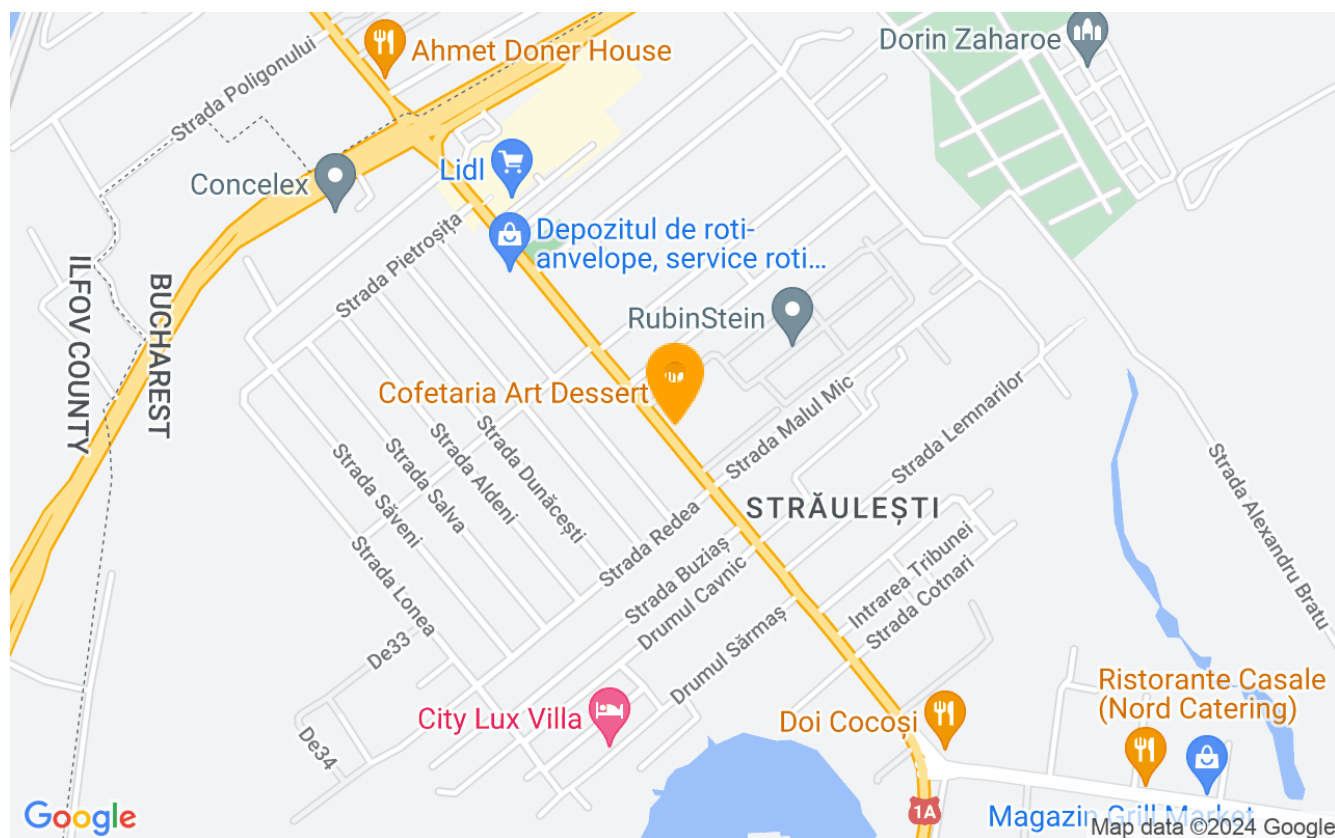 Dorin Zaharoe
Ahmet Doner House
Strada Poligonului
Lidl
Concelex
Depozitul de roti-
anvelope, service roti...
Strada Pietroșița
ILFOV COUNTY
BUCHAREST
RubinStein
Cofetaria Art Dessert
Strada Malul Mic
Strada Lemnarilor
Strada Dunăcești
Strada Aldeni
Strada Salva
Strada Săveni
Strada Alexandru Bratu
STRĂULEȘTI
Strada Redea
Strada Buziaș
Drumul Cavnic
Intrarea Tribunei
Strada Cotnari
Strada Lonea
De33
Drumul Sărmaș
De34
City Lux Villa
Doi Cocoși
Ristorante Casale
(Nord Catering)
1A
Magazin Grill Market
Google
Map data ©2024 Google